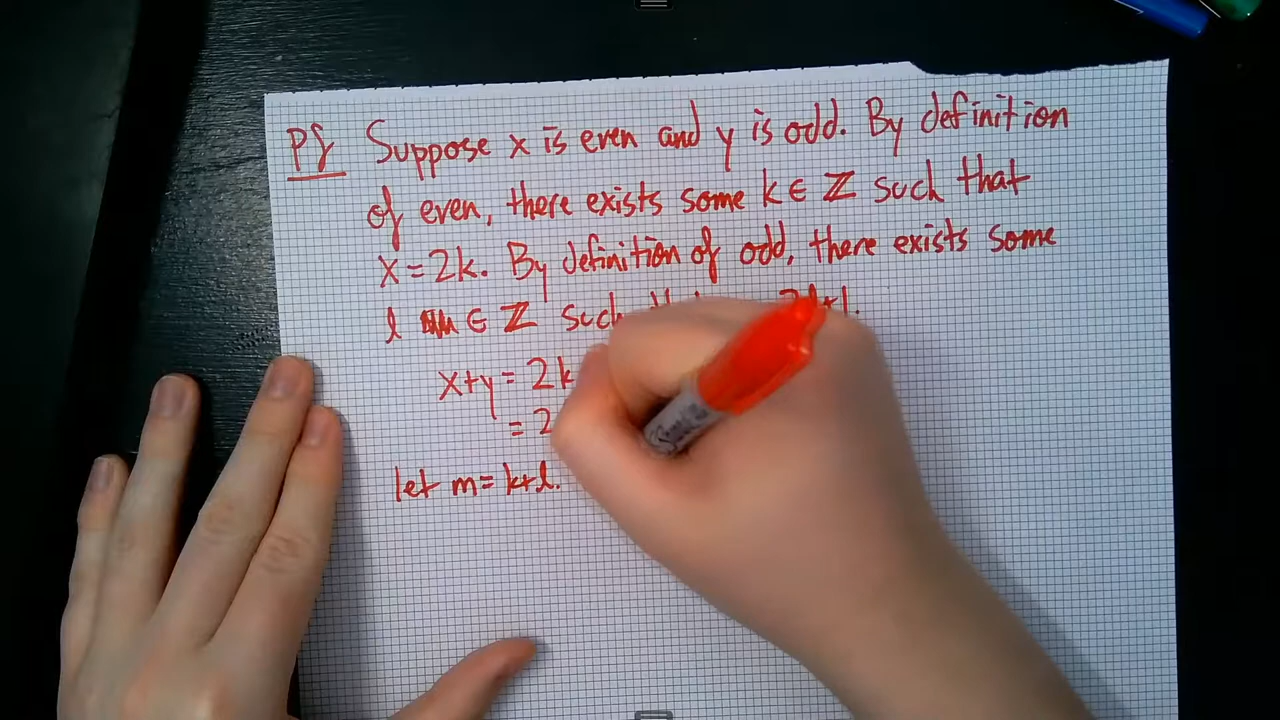 Pf Suppose x is even and y is odd. By definition
of even, there exists some k ∈ ℤ such that
x = 2k. By definition of odd, there exists some
l ∈ ℤ such
x+y = 2k
= 2
let m = k+l.